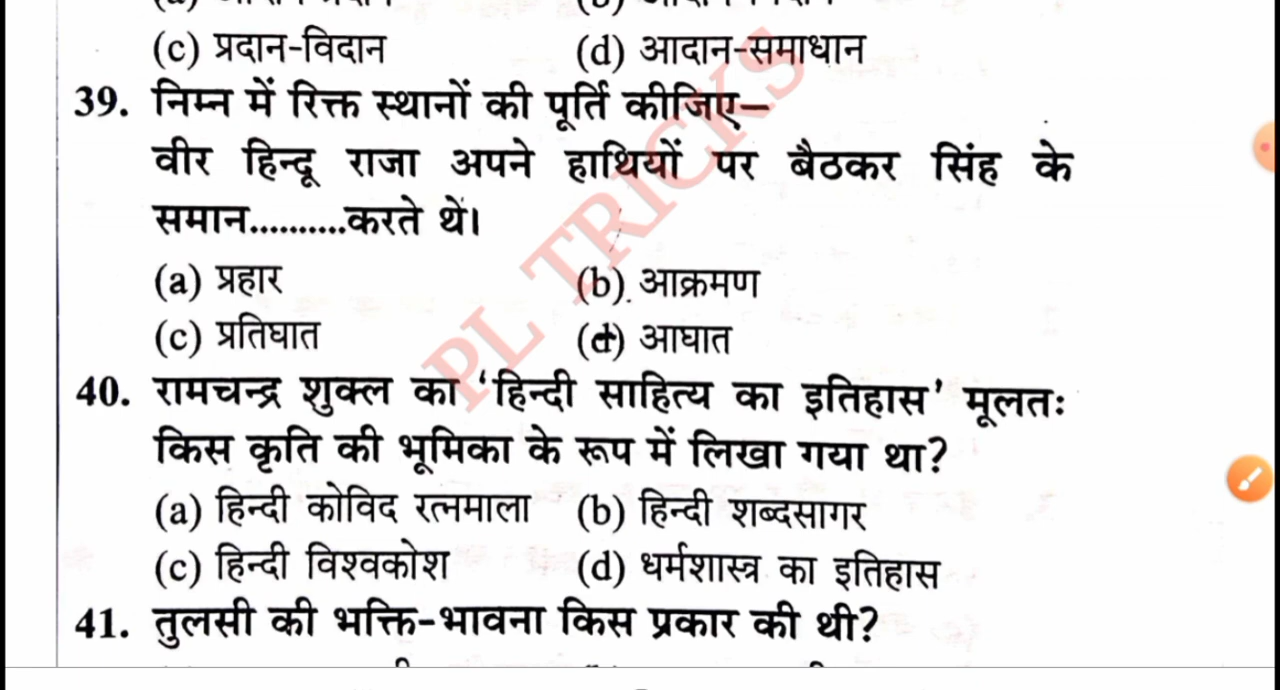 (c) प्रदान-विदान (d) आदान-समाधान
39. निम्न में रिक्त स्थानों की पूर्ति कीजिए–
वीर हिन्दू राजा अपने हाथियों पर बैठकर सिंह के
समान..........करते थे।
(a) प्रहार (b) आक्रमण
(c) प्रतिघात (d) आघात
40. रामचन्द्र शुक्ल का ‘हिन्दी साहित्य का इतिहास’ मूलतः
किस कृति की भूमिका के रूप में लिखा गया था?
(a) हिन्दी कोविद रत्नमाला (b) हिन्दी शब्दसागर
(c) हिन्दी विश्वकोश (d) धर्मशास्त्र का इतिहास
41. तुलसी की भक्ति-भावना किस प्रकार की थी?
PL TRICKS